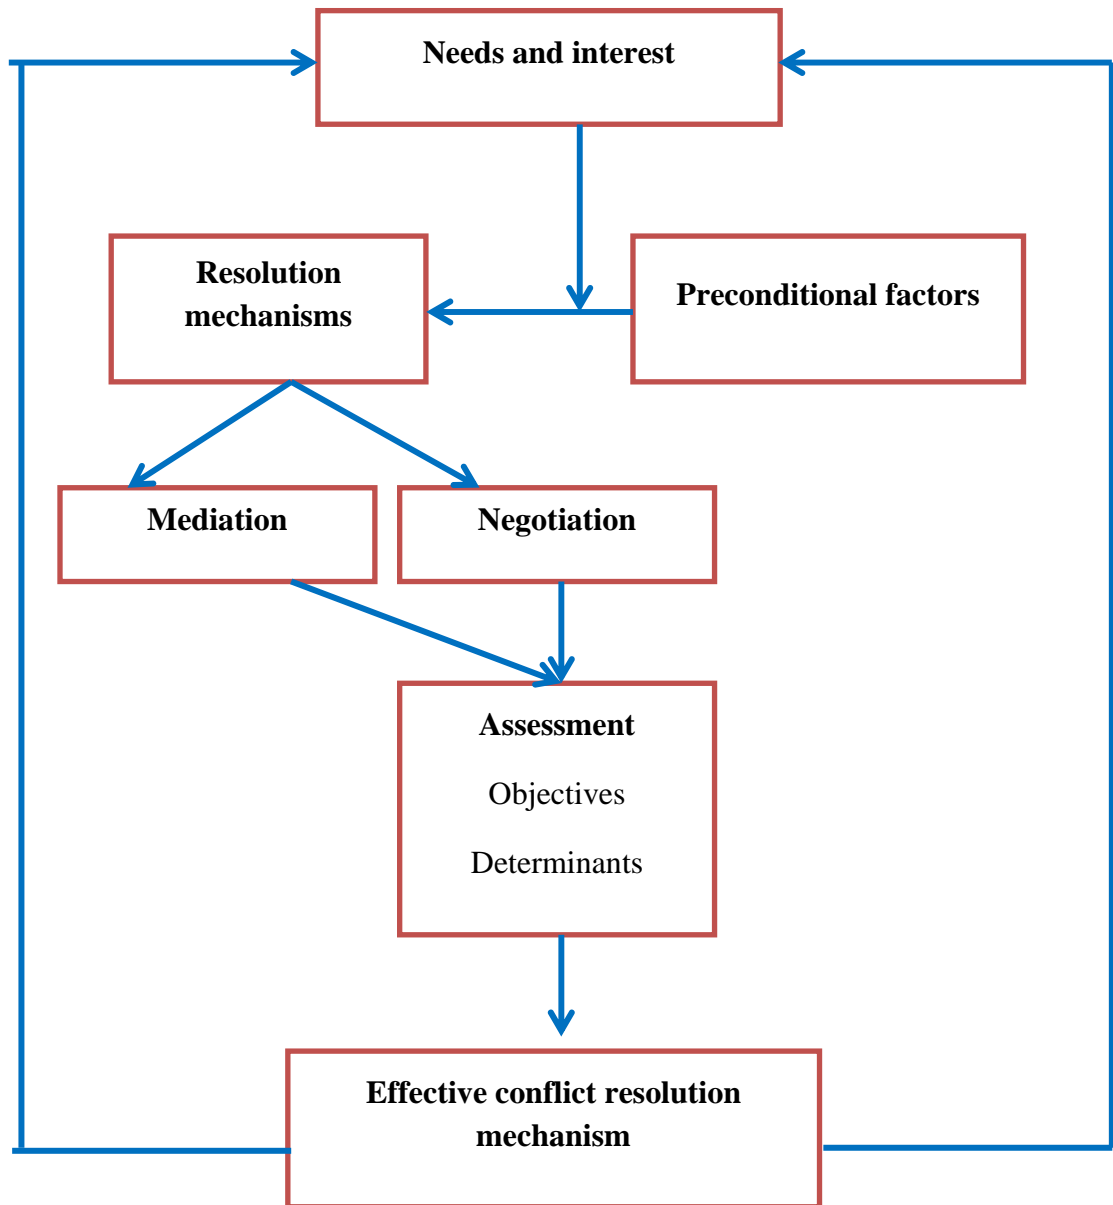 Needs and interest
Resolution
mechanisms
Preconditional factors
Mediation
Negotiation
Assessment
Objectives
Determinants
Effective conflict resolution
mechanism